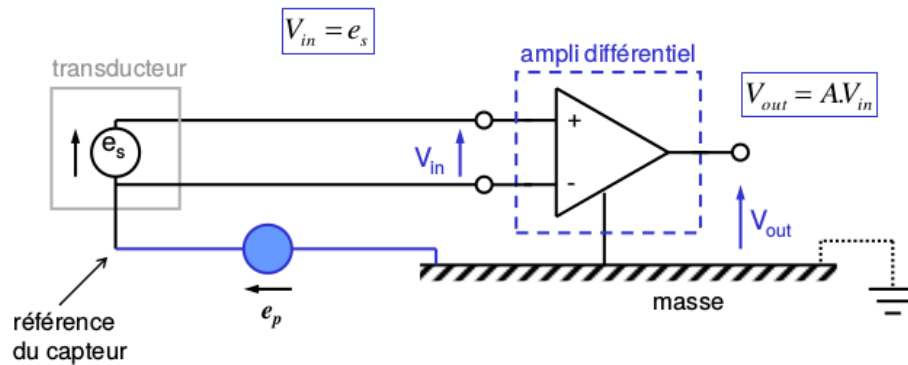 V_in = e_s
ampli différentiel
transducteur
V_out = A.V_in
e_s
+
V_in
-
V_out
e_p
masse
référence
du capteur